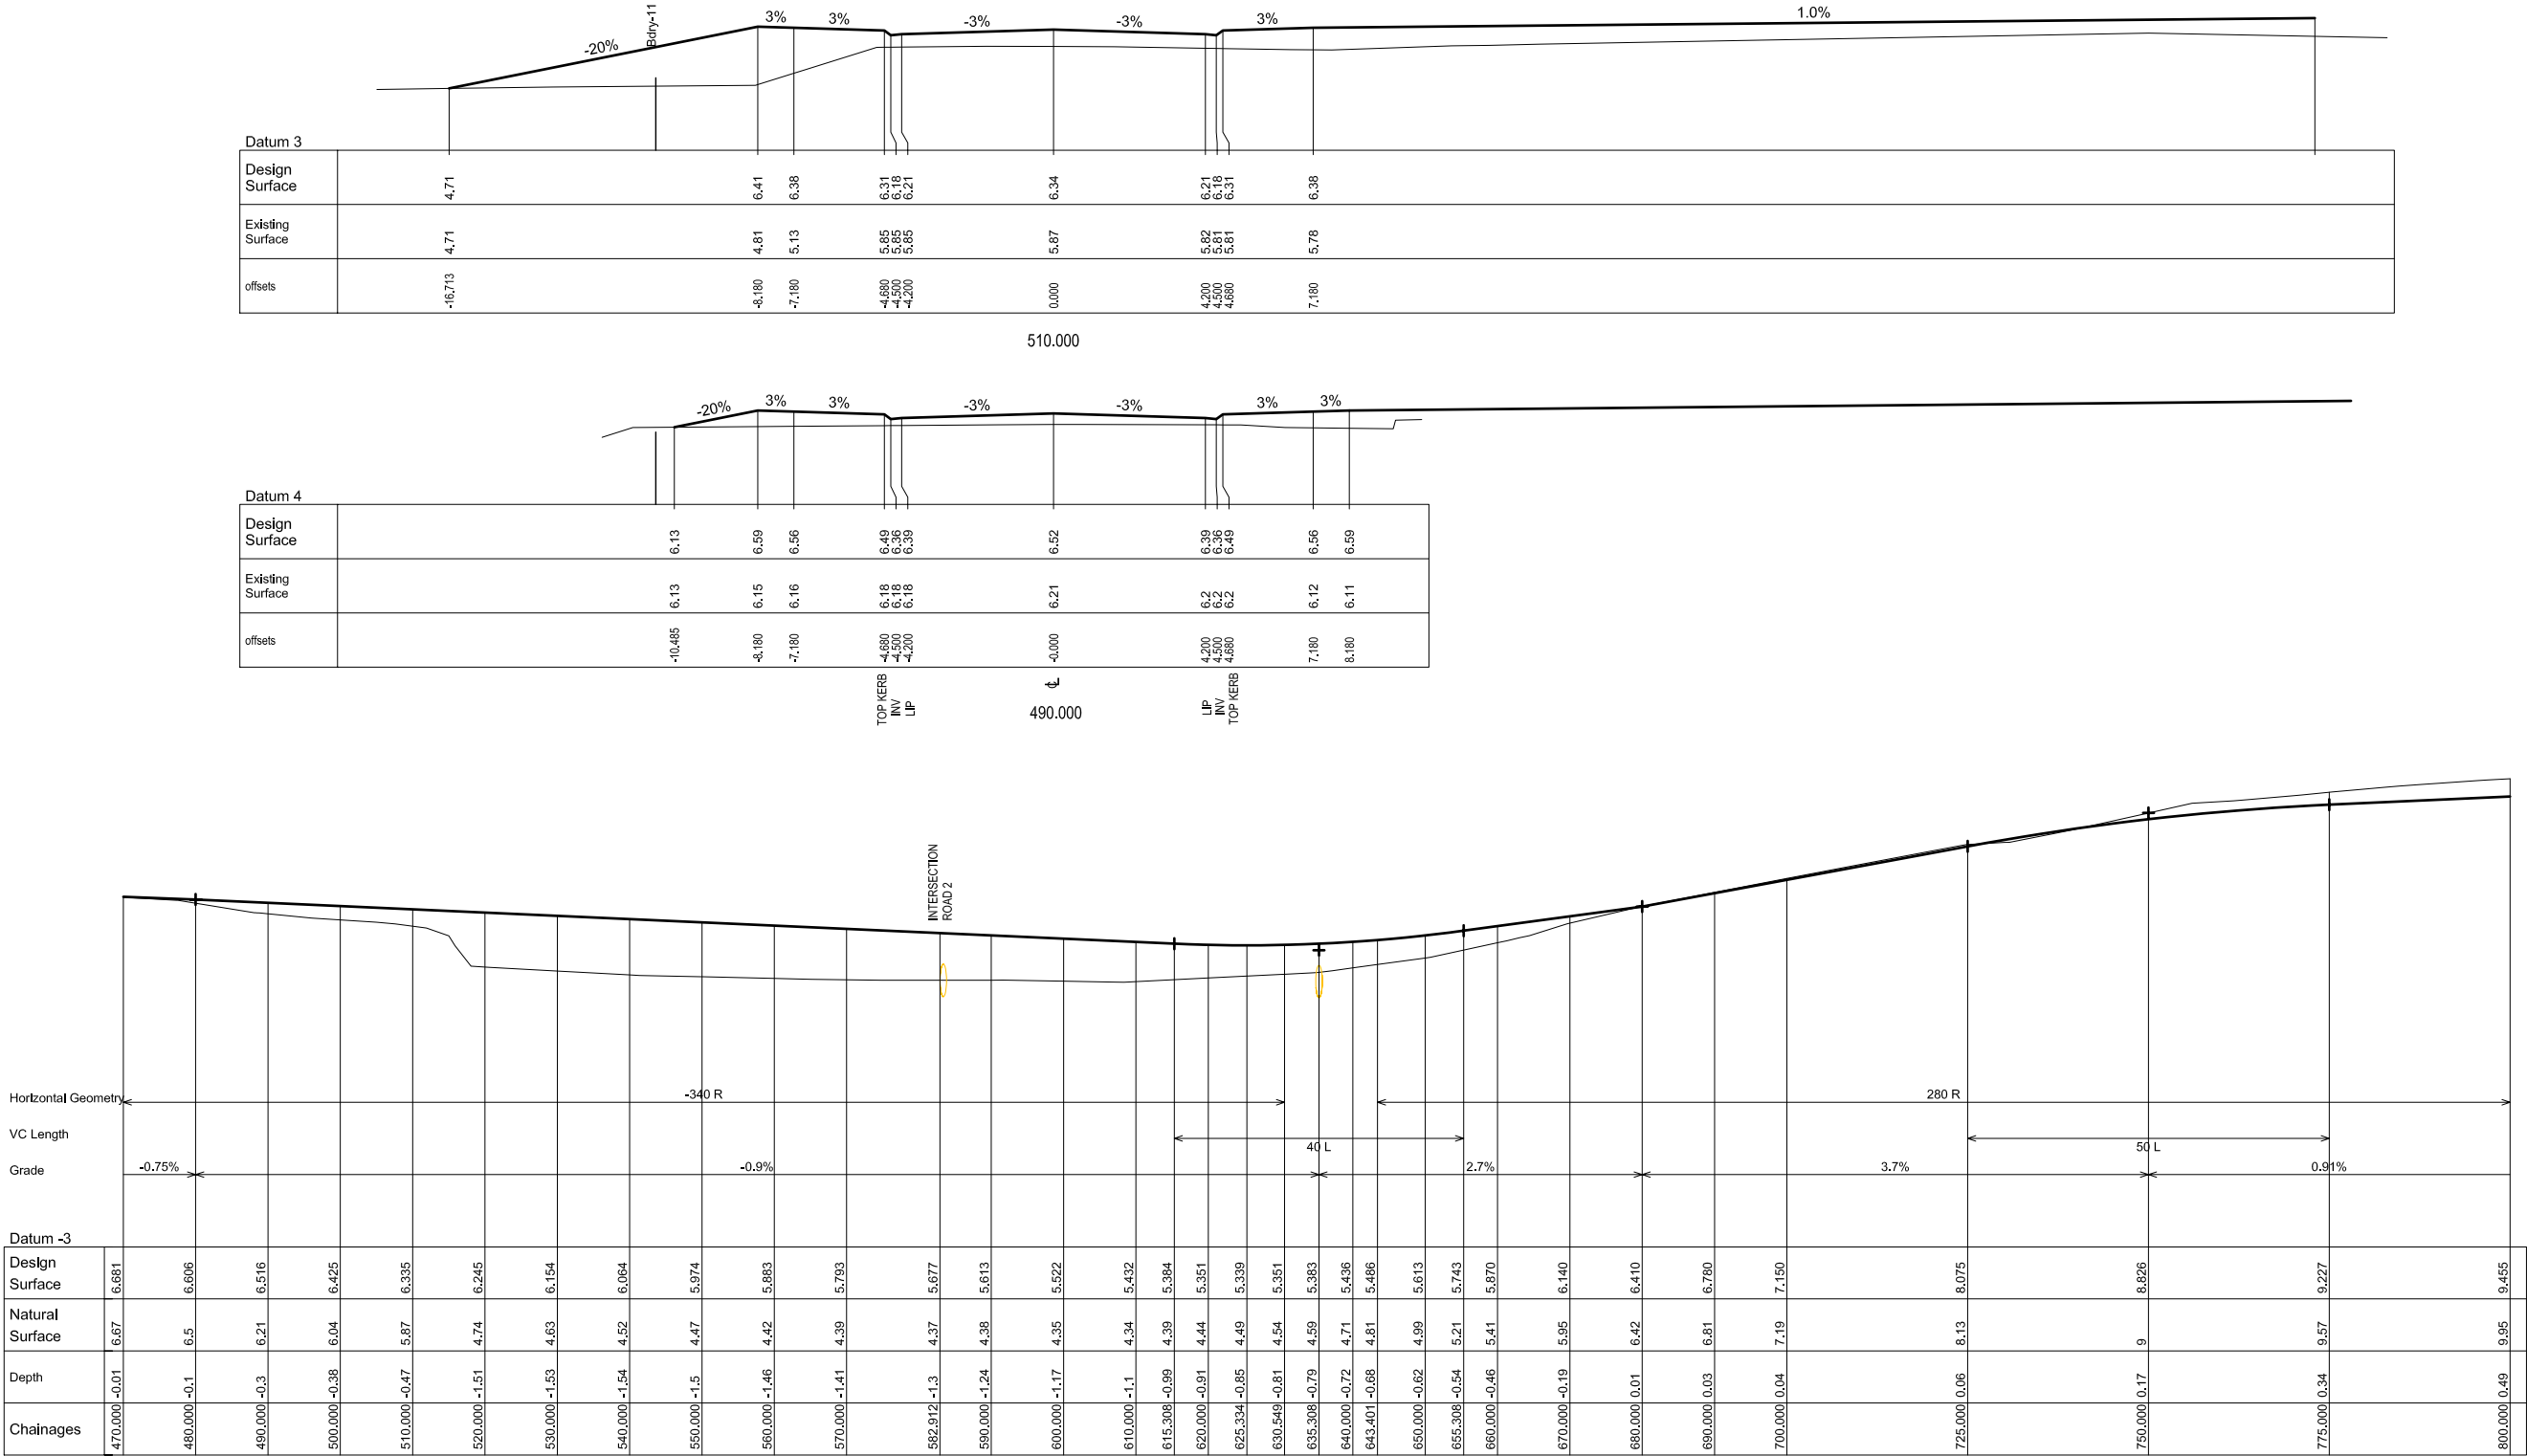 Bdry-11
-20% 3% 3% -3% -3% 3% 1.0%
Datum 3
Design Surface 4.71 6.41 6.38 6.31 6.18 6.21 6.34 6.21 6.18 6.31 6.38
Existing Surface 4.71 4.81 5.13 5.85 5.85 5.85 5.87 5.82 5.81 5.81 5.78
offsets -16.713 -8.180 -7.180 -4.680 -4.500 -4.200 0.000 4.200 4.500 4.680 7.180
510.000
-20% 3% 3% -3% -3% 3% 3%
Datum 4
Design Surface 6.13 6.59 6.56 6.49 6.36 6.39 6.52 6.39 6.36 6.49 6.56 6.59
Existing Surface 6.13 6.15 6.16 6.18 6.18 6.18 6.21 6.2 6.2 6.2 6.12 6.11
offsets -10.485 -8.180 -7.180 -4.680 -4.500 -4.200 -0.000 4.200 4.500 4.680 7.180 8.180
TOP KERB INV LIP ℄ LIP INV TOP KERB
490.000
INTERSECTION
ROAD 2
Horizontal Geometry -340 R 280 R
VC Length 40 L 50 L
Grade -0.75% -0.9% 2.7% 3.7% 0.91%
Datum -3
Design Surface 6.681 6.606 6.516 6.425 6.335 6.245 6.154 6.064 5.974 5.883 5.793 5.677 5.613 5.522 5.432 5.384 5.351 5.339 5.351 5.383 5.436 5.486 5.613 5.743 5.870 6.140 6.410 6.780 7.150 8.075 8.826 9.227 9.455
Natural Surface 6.67 6.5 6.21 6.04 5.87 4.74 4.63 4.52 4.47 4.42 4.39 4.37 4.38 4.35 4.34 4.39 4.44 4.49 4.54 4.59 4.71 4.81 4.99 5.21 5.41 5.95 6.42 6.81 7.19 8.13 9 9.57 9.95
Depth -0.01 -0.1 -0.3 -0.38 -0.47 -1.51 -1.53 -1.54 -1.5 -1.46 -1.41 -1.3 -1.24 -1.17 -1.1 -0.99 -0.91 -0.85 -0.81 -0.79 -0.72 -0.68 -0.62 -0.54 -0.46 -0.19 0.01 0.03 0.04 0.06 0.17 0.34 0.49
Chainages 470.000 480.000 490.000 500.000 510.000 520.000 530.000 540.000 550.000 560.000 570.000 582.912 590.000 600.000 610.000 615.308 620.000 625.334 630.549 635.308 640.000 643.401 650.000 655.308 660.000 670.000 680.000 690.000 700.000 725.000 750.000 775.000 800.000